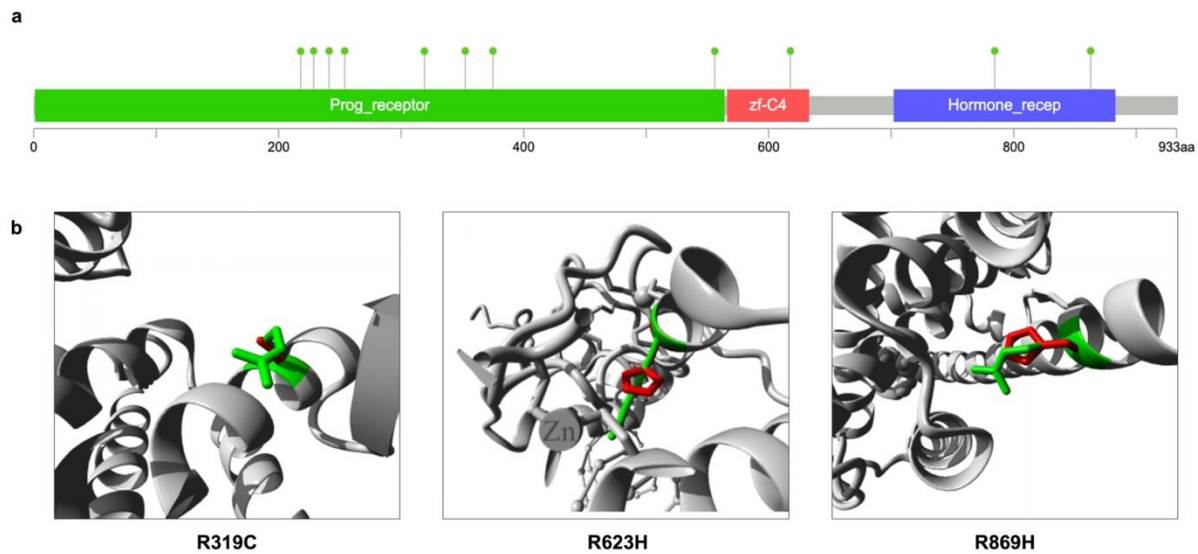 a
Prog_receptor zf-C4 Hormone_recep
0 200 400 600 800 933aa
b
Zn
R319C R623H R869H